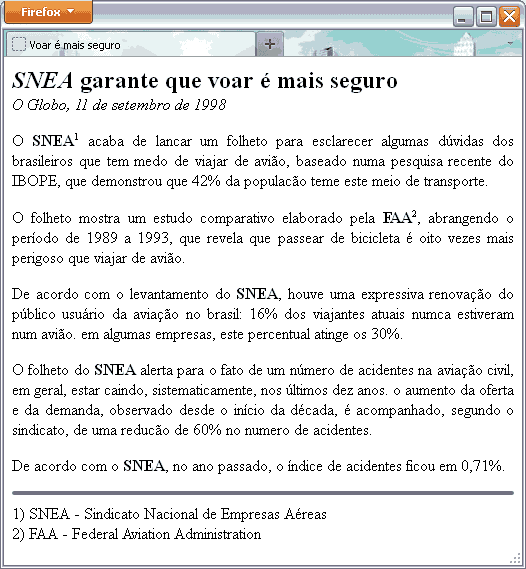 Firefox
Voar é mais seguro
SNEA garante que voar é mais seguro
O Globo, 11 de setembro de 1998
O SNEA¹ acaba de lancar um folheto para esclarecer algumas dúvidas dos
brasileiros que tem medo de viajar de avião, baseado numa pesquisa recente do
IBOPE, que demonstrou que 42% da populacão teme este meio de transporte.
O folheto mostra um estudo comparativo elaborado pela FAA², abrangendo o
período de 1989 a 1993, que revela que passear de bicicleta é oito vezes mais
perigoso que viajar de avião.
De acordo com o levantamento do SNEA, houve uma expressiva renovação do
público usuário da aviação no brasil: 16% dos viajantes atuais numca estiveram
num avião. em algumas empresas, este percentual atinge os 30%.
O folheto do SNEA alerta para o fato de um número de acidentes na aviação civil,
em geral, estar caindo, sistematicamente, nos últimos dez anos. o aumento da oferta
e da demanda, observado desde o início da década, é acompanhado, segundo o
sindicato, de uma reducão de 60% no numero de acidentes.
De acordo com o SNEA, no ano passado, o índice de acidentes ficou em 0,71%.
1) SNEA - Sindicato Nacional de Empresas Aéreas
2) FAA - Federal Aviation Administration